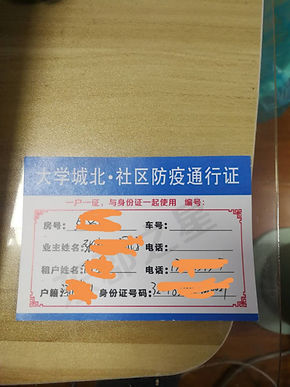 大学城北·社区防疫通行证
一户一证,与身份证一起使用 编号:
房号: 车号:
业主姓名: 电话:
租户姓名: 电话:
户籍 身份证号码: 32